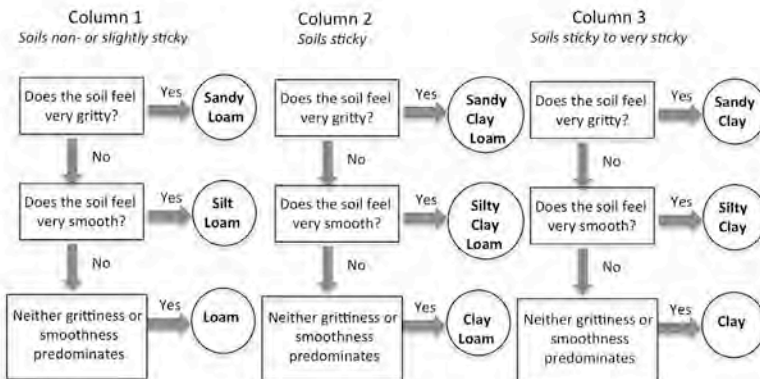 Column 1
Soils non- or slightly sticky
Does the soil feel
very gritty?
Yes
Sandy
Loam
No
Does the soil feel
very smooth?
Yes
Silt
Loam
No
Neither grittiness or
smoothness
predominates
Yes
Loam
Column 2
Soils sticky
Does the soil feel
very gritty?
Yes
Sandy
Clay
Loam
No
Does the soil feel
very smooth?
Yes
Silty
Clay
Loam
No
Neither grittiness or
smoothness
predominates
Yes
Clay
Loam
Column 3
Soils sticky to very sticky
Does the soil feel
very gritty?
Yes
Sandy
Clay
No
Does the soil feel
very smooth?
Yes
Silty
Clay
No
Neither grittiness or
smoothness
predominates
Yes
Clay